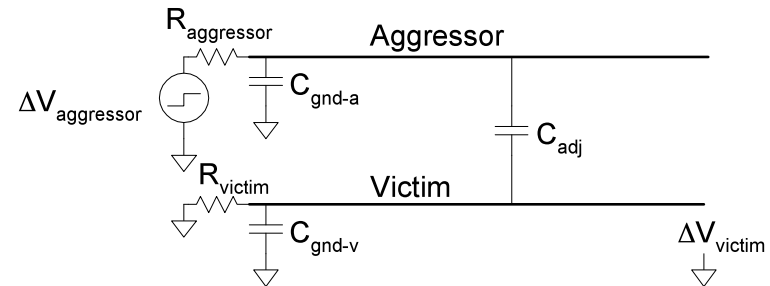 R_aggressor
Aggressor
ΔV_aggressor
C_gnd-a
C_adj
R_victim
Victim
C_gnd-v
ΔV_victim